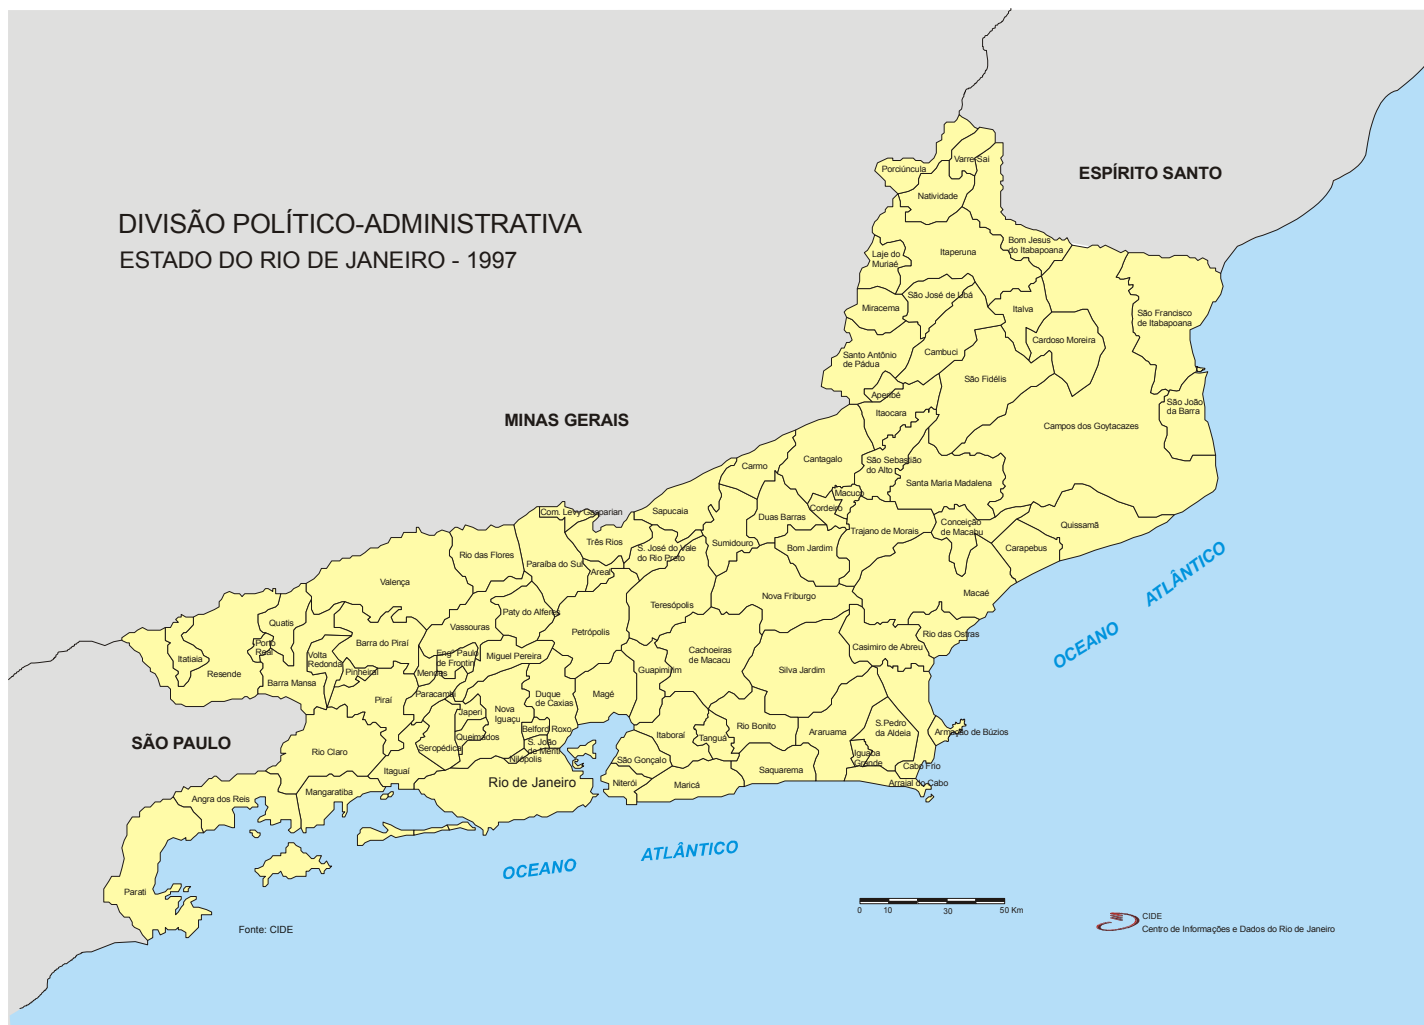 DIVISÃO POLÍTICO-ADMINISTRATIVA
ESTADO DO RIO DE JANEIRO - 1997
ESPÍRITO SANTO
MINAS GERAIS
SÃO PAULO
Varre-Sai
Porciúncula
Natividade
Bom Jesus
do Itabapoana
Itaperuna
Laje do
Muriaé
São José de Ubá
Miracema
Italva
São Francisco
de Itabapoana
Cardoso Moreira
Santo Antônio
de Pádua
Cambuci
São Fidélis
Aperibé
Itaocara
São João
da Barra
Campos dos Goytacazes
Cantagalo
São Sebastião
do Alto
Carmo
Santa Maria Madalena
Macuco
Cordeiro
Com. Levy Gasparian
Sapucaia
Duas Barras
Trajano de Morais
Conceição
de Macabu
Quissamã
Três Rios
S. José do Vale
do Rio Preto
Sumidouro
Bom Jardim
Carapebus
Rio das Flores
Paraíba do Sul
Areal
Valença
Nova Friburgo
Macaé
Teresópolis
Paty do Alferes
Quatis
Vassouras
Petrópolis
Rio das Ostras
Porto
Real
Barra do Piraí
Casimiro de Abreu
Itatiaia
Volta
Redonda
Engº Paulo
de Frontin
Miguel Pereira
Cachoeiras
de Macacu
Resende
Pinheiral
Mendes
Guapimirim
Silva Jardim
Barra Mansa
Piraí
Paracambi
Duque
de Caxias
Magé
Japeri
Nova
Iguaçu
Rio Bonito
S.Pedro
da Aldeia
Belford Roxo
Itaboraí
Tanguá
Araruama
Armação de Búzios
Rio Claro
Seropédica
Queimados
S. João
de Meriti
Nilópolis
São Gonçalo
Iguaba
Grande
Itaguaí
Saquarema
Cabo Frio
Rio de Janeiro
Niterói
Maricá
Arraial do Cabo
Angra dos Reis
Mangaratiba
Parati
OCEANO ATLÂNTICO
OCEANO ATLÂNTICO
0 10 30 50 Km
Fonte: CIDE
CIDE
Centro de Informações e Dados do Rio de Janeiro